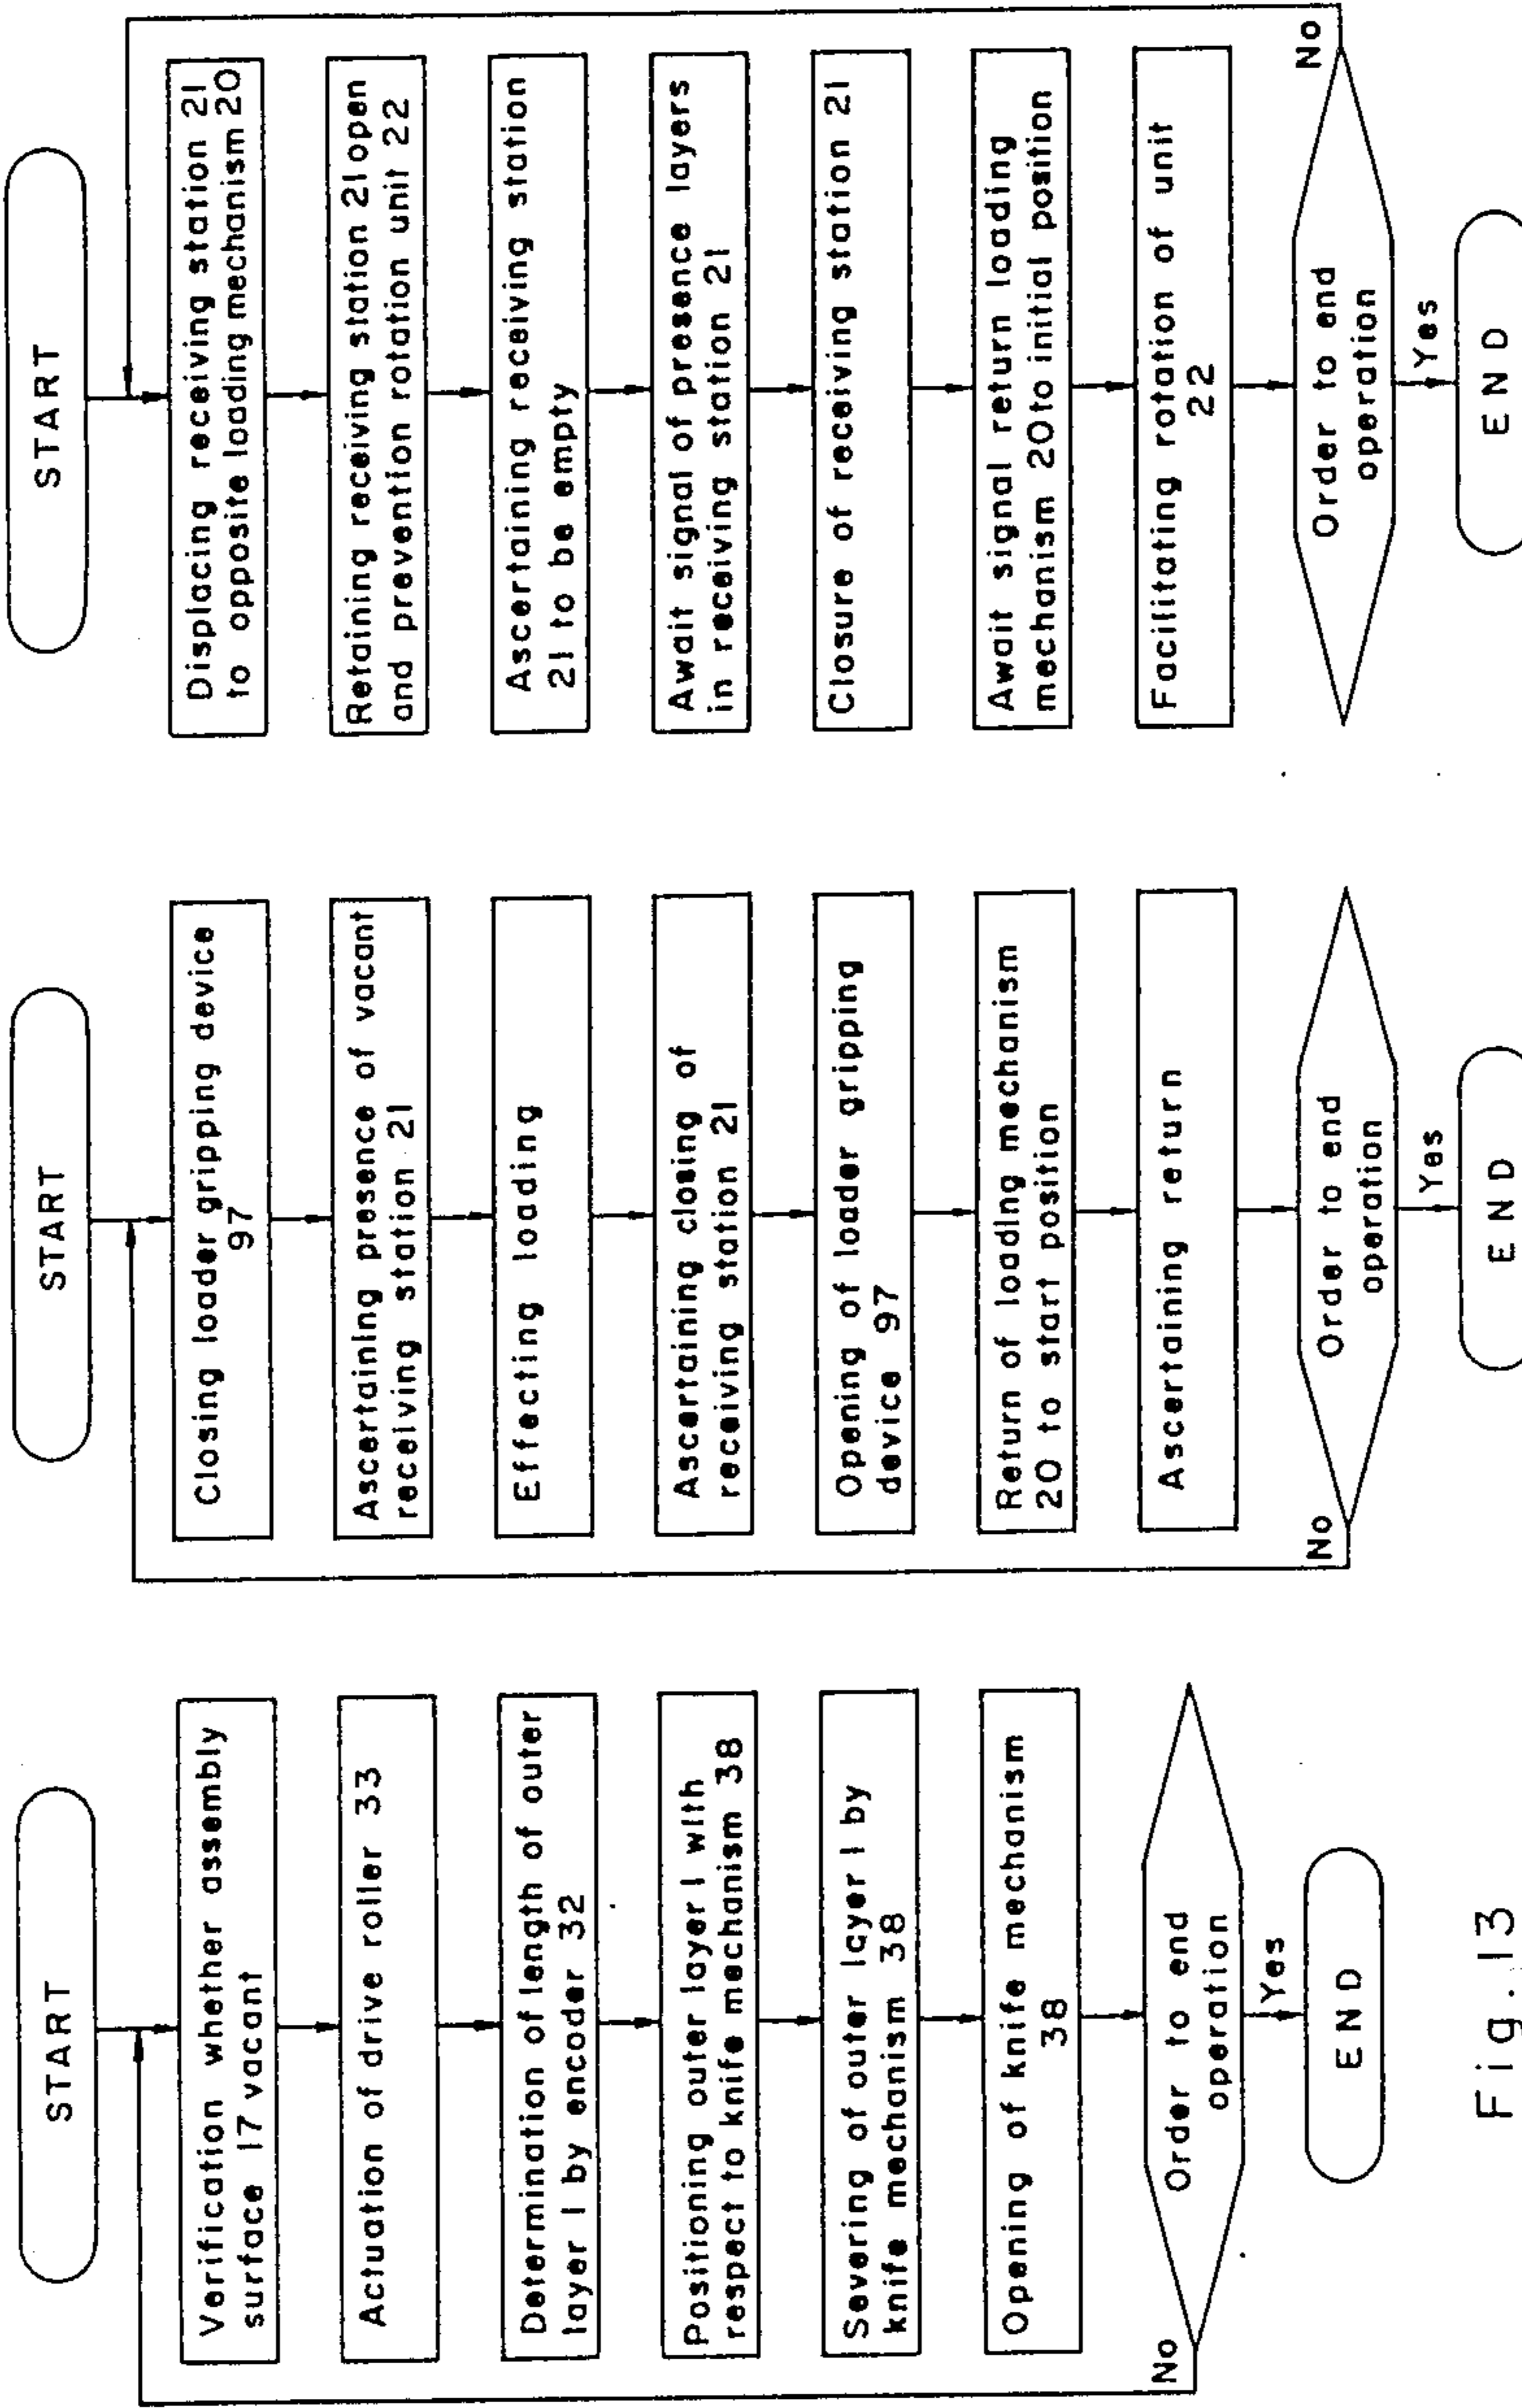 START
Verification whether assembly
surface 17 vacant
Actuation of drive roller 33
Determination of length of outer
layer 1 by encoder 32
Positioning outer layer 1 with
respect to knife mechanism 38
Severing of outer layer 1 by
knife mechanism 38
Opening of knife mechanism
38
Order to end
operation
No
Yes
END
START
Closing loader gripping device
97
Ascertaining presence of vacant
receiving station 21
Effecting loading
Ascertaining closing of
receiving station 21
Opening of loader gripping
device 97
Return of loading mechanism
20 to start position
Ascertaining return
Order to end
operation
No
Yes
END
START
Displacing receiving station 21
to opposite loading mechanism 20
Retaining receiving station 21 open
and prevention rotation unit 22
Ascertaining receiving station
21 to be empty
Await signal of presence layers
in receiving station 21
Closure of receiving station 21
Await signal return loading
mechanism 20 to initial position
Facilitating rotation of unit
22
Order to end
operation
No
Yes
END
Fig. 13